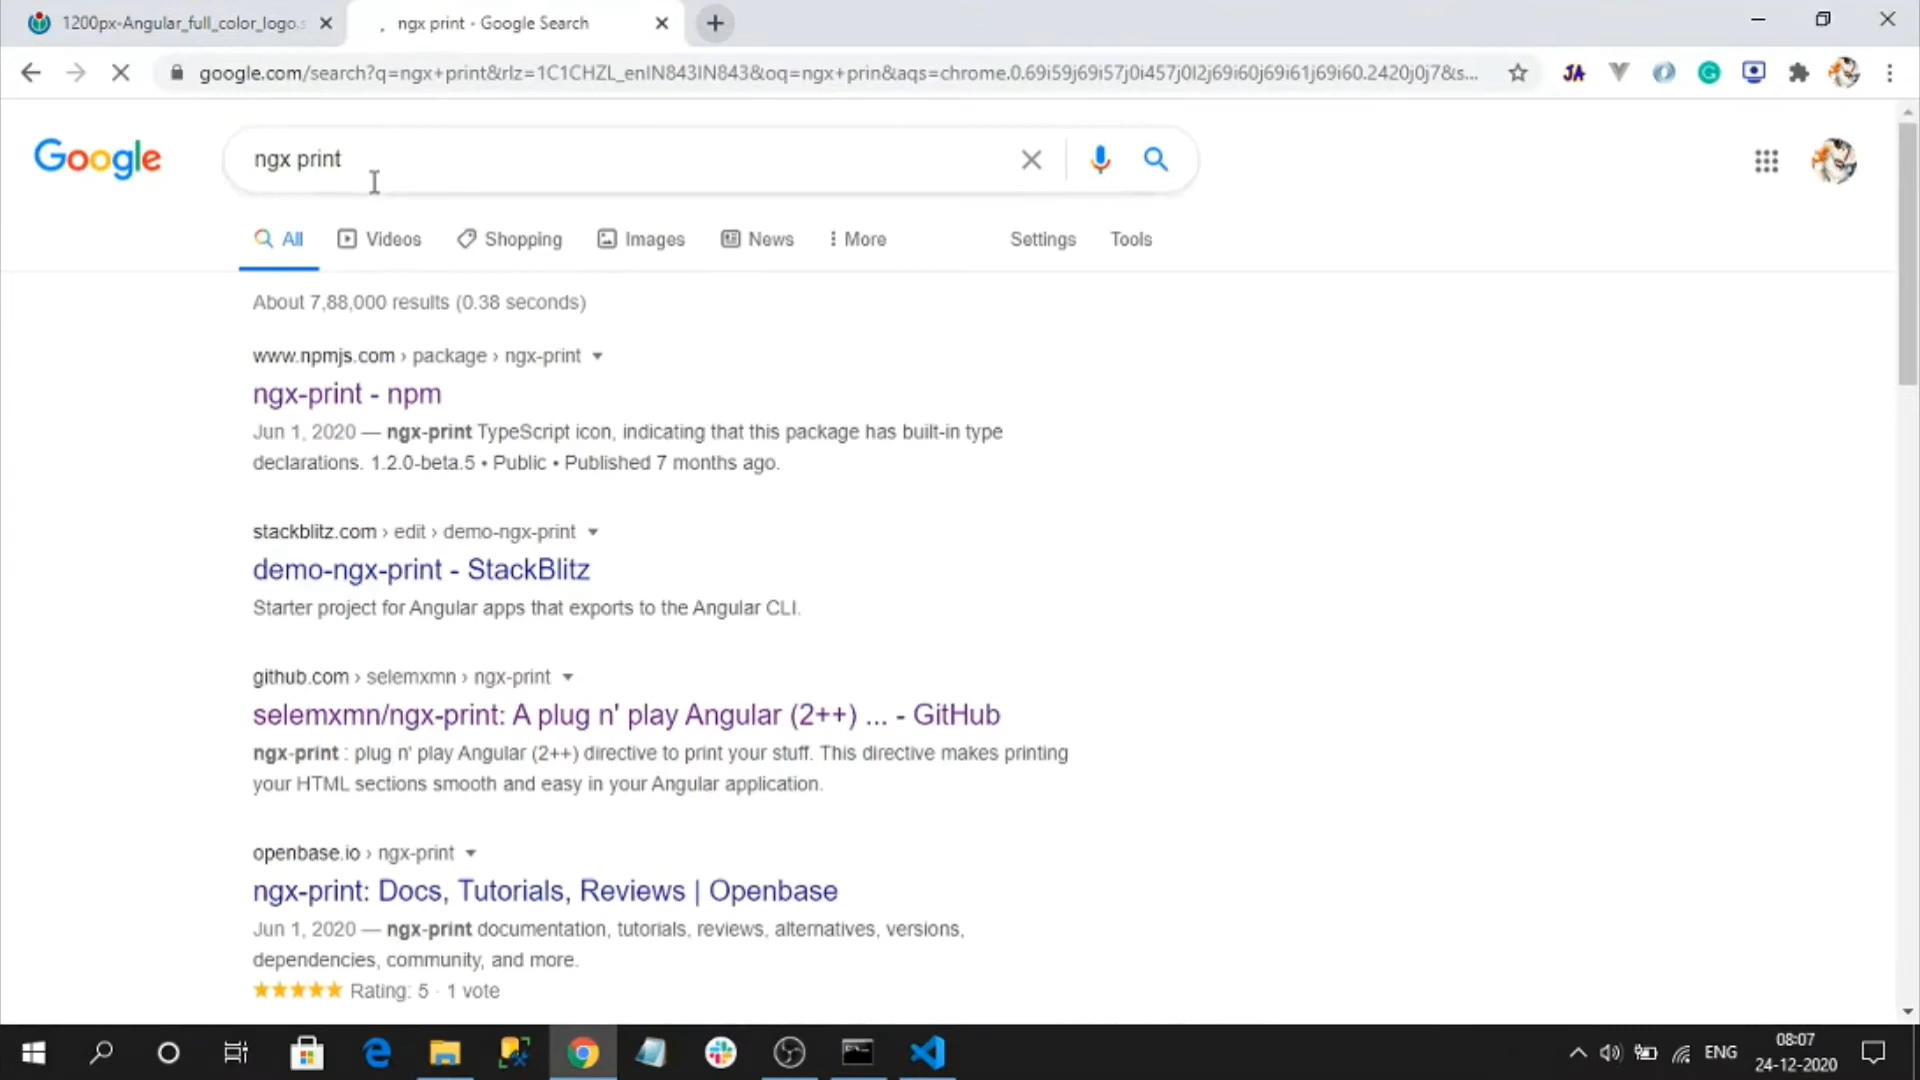 1200px-Angular_full_color_logo.s
ngx print - Google Search
google.com/search?q=ngx+print&rlz=1C1CHZL_enIN843IN843&oq=ngx+prin&aqs=chrome.0.69i59j69i57j0i457j0l2j69i60j69i61j69i60.2420j0j7&s...
JA
Google
ngx print
All
Videos
Shopping
Images
News
More
Settings
Tools
About 7,88,000 results (0.38 seconds)
www.npmjs.com › package › ngx-print
ngx-print - npm
Jun 1, 2020 — ngx-print TypeScript icon, indicating that this package has built-in type
declarations. 1.2.0-beta.5 • Public • Published 7 months ago.
stackblitz.com › edit › demo-ngx-print
demo-ngx-print - StackBlitz
Starter project for Angular apps that exports to the Angular CLI.
github.com › selemxmn › ngx-print
selemxmn/ngx-print: A plug n' play Angular (2++) ... - GitHub
ngx-print : plug n' play Angular (2++) directive to print your stuff. This directive makes printing
your HTML sections smooth and easy in your Angular application.
openbase.io › ngx-print
ngx-print: Docs, Tutorials, Reviews | Openbase
Jun 1, 2020 — ngx-print documentation, tutorials, reviews, alternatives, versions,
dependencies, community, and more.
Rating: 5 · 1 vote
ENG
08:07
24-12-2020